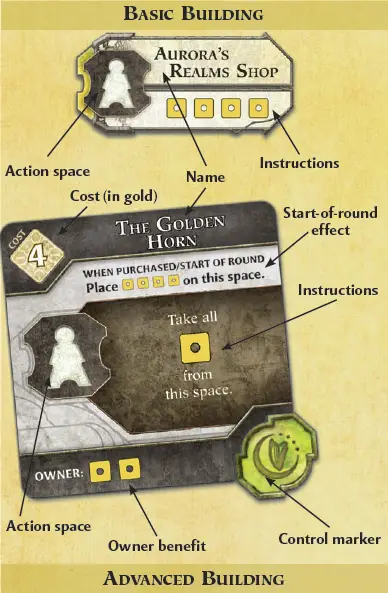 BASIC BUILDING
AURORA'S
REALMS SHOP
Action space
Name
Instructions
Cost (in gold)
Start-of-round
effect
COST
4
THE GOLDEN
HORN
WHEN PURCHASED/START OF ROUND
Place on this space.
Instructions
Take all
from
this space.
OWNER:
Action space
Owner benefit
Control marker
ADVANCED BUILDING